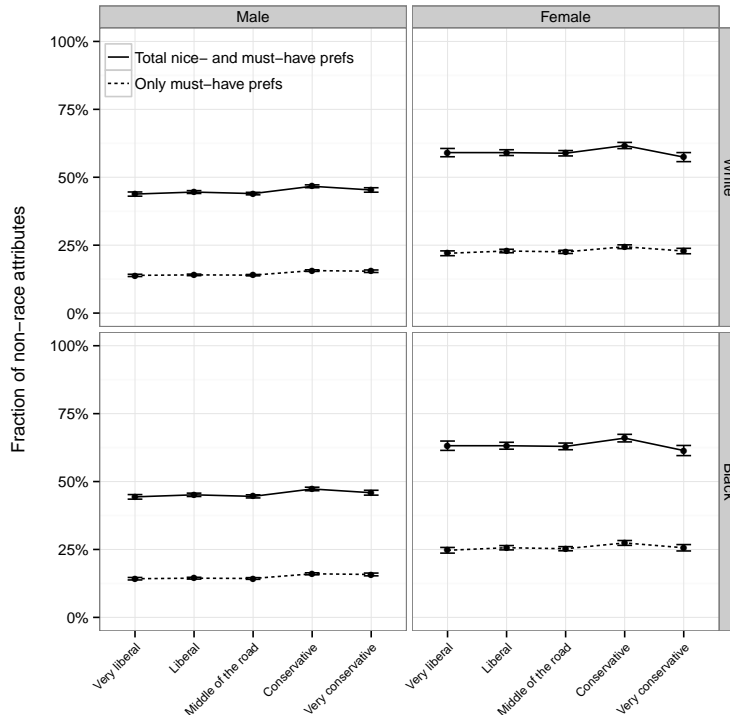 Male
Female
100%
75%
50%
25%
0%
Total nice- and must-have prefs
Only must-have prefs
White
100%
75%
50%
25%
0%
Black
Fraction of non-race attributes
Very liberal
Liberal
Middle of the road
Conservative
Very conservative
Very liberal
Liberal
Middle of the road
Conservative
Very conservative